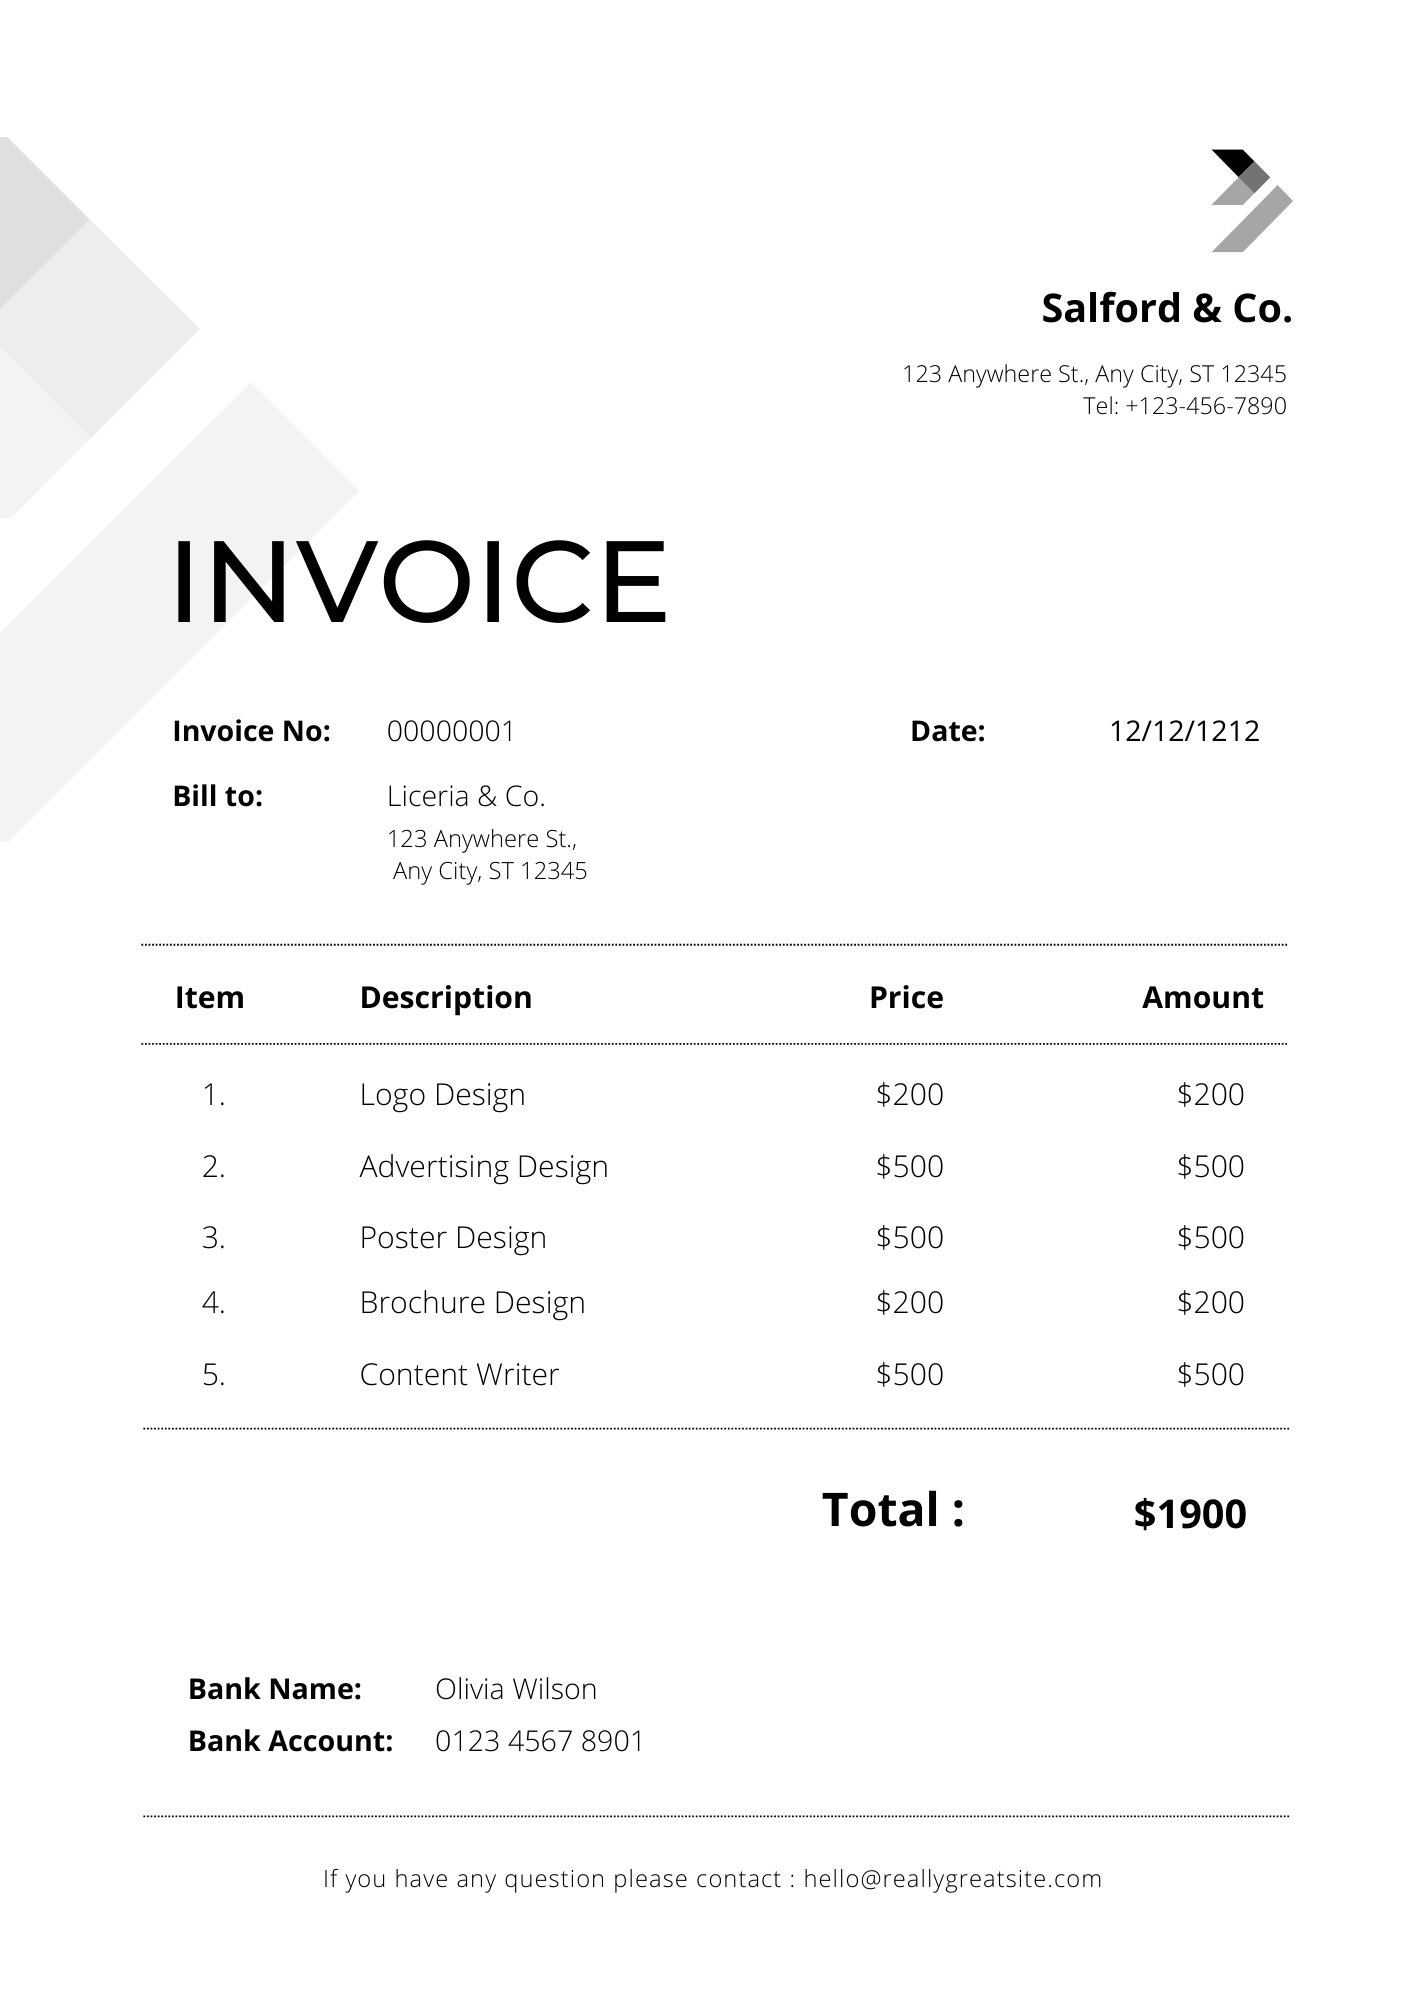 Salford & Co.
123 Anywhere St., Any City, ST 12345
Tel: +123-456-7890
INVOICE
Invoice No: 00000001 Date: 12/12/1212
Bill to: Liceria & Co.
123 Anywhere St.,
Any City, ST 12345
Item Description Price Amount
1. Logo Design $200 $200
2. Advertising Design $500 $500
3. Poster Design $500 $500
4. Brochure Design $200 $200
5. Content Writer $500 $500
Total : $1900
Bank Name: Olivia Wilson
Bank Account: 0123 4567 8901
If you have any question please contact : hello@reallygreatsite.com